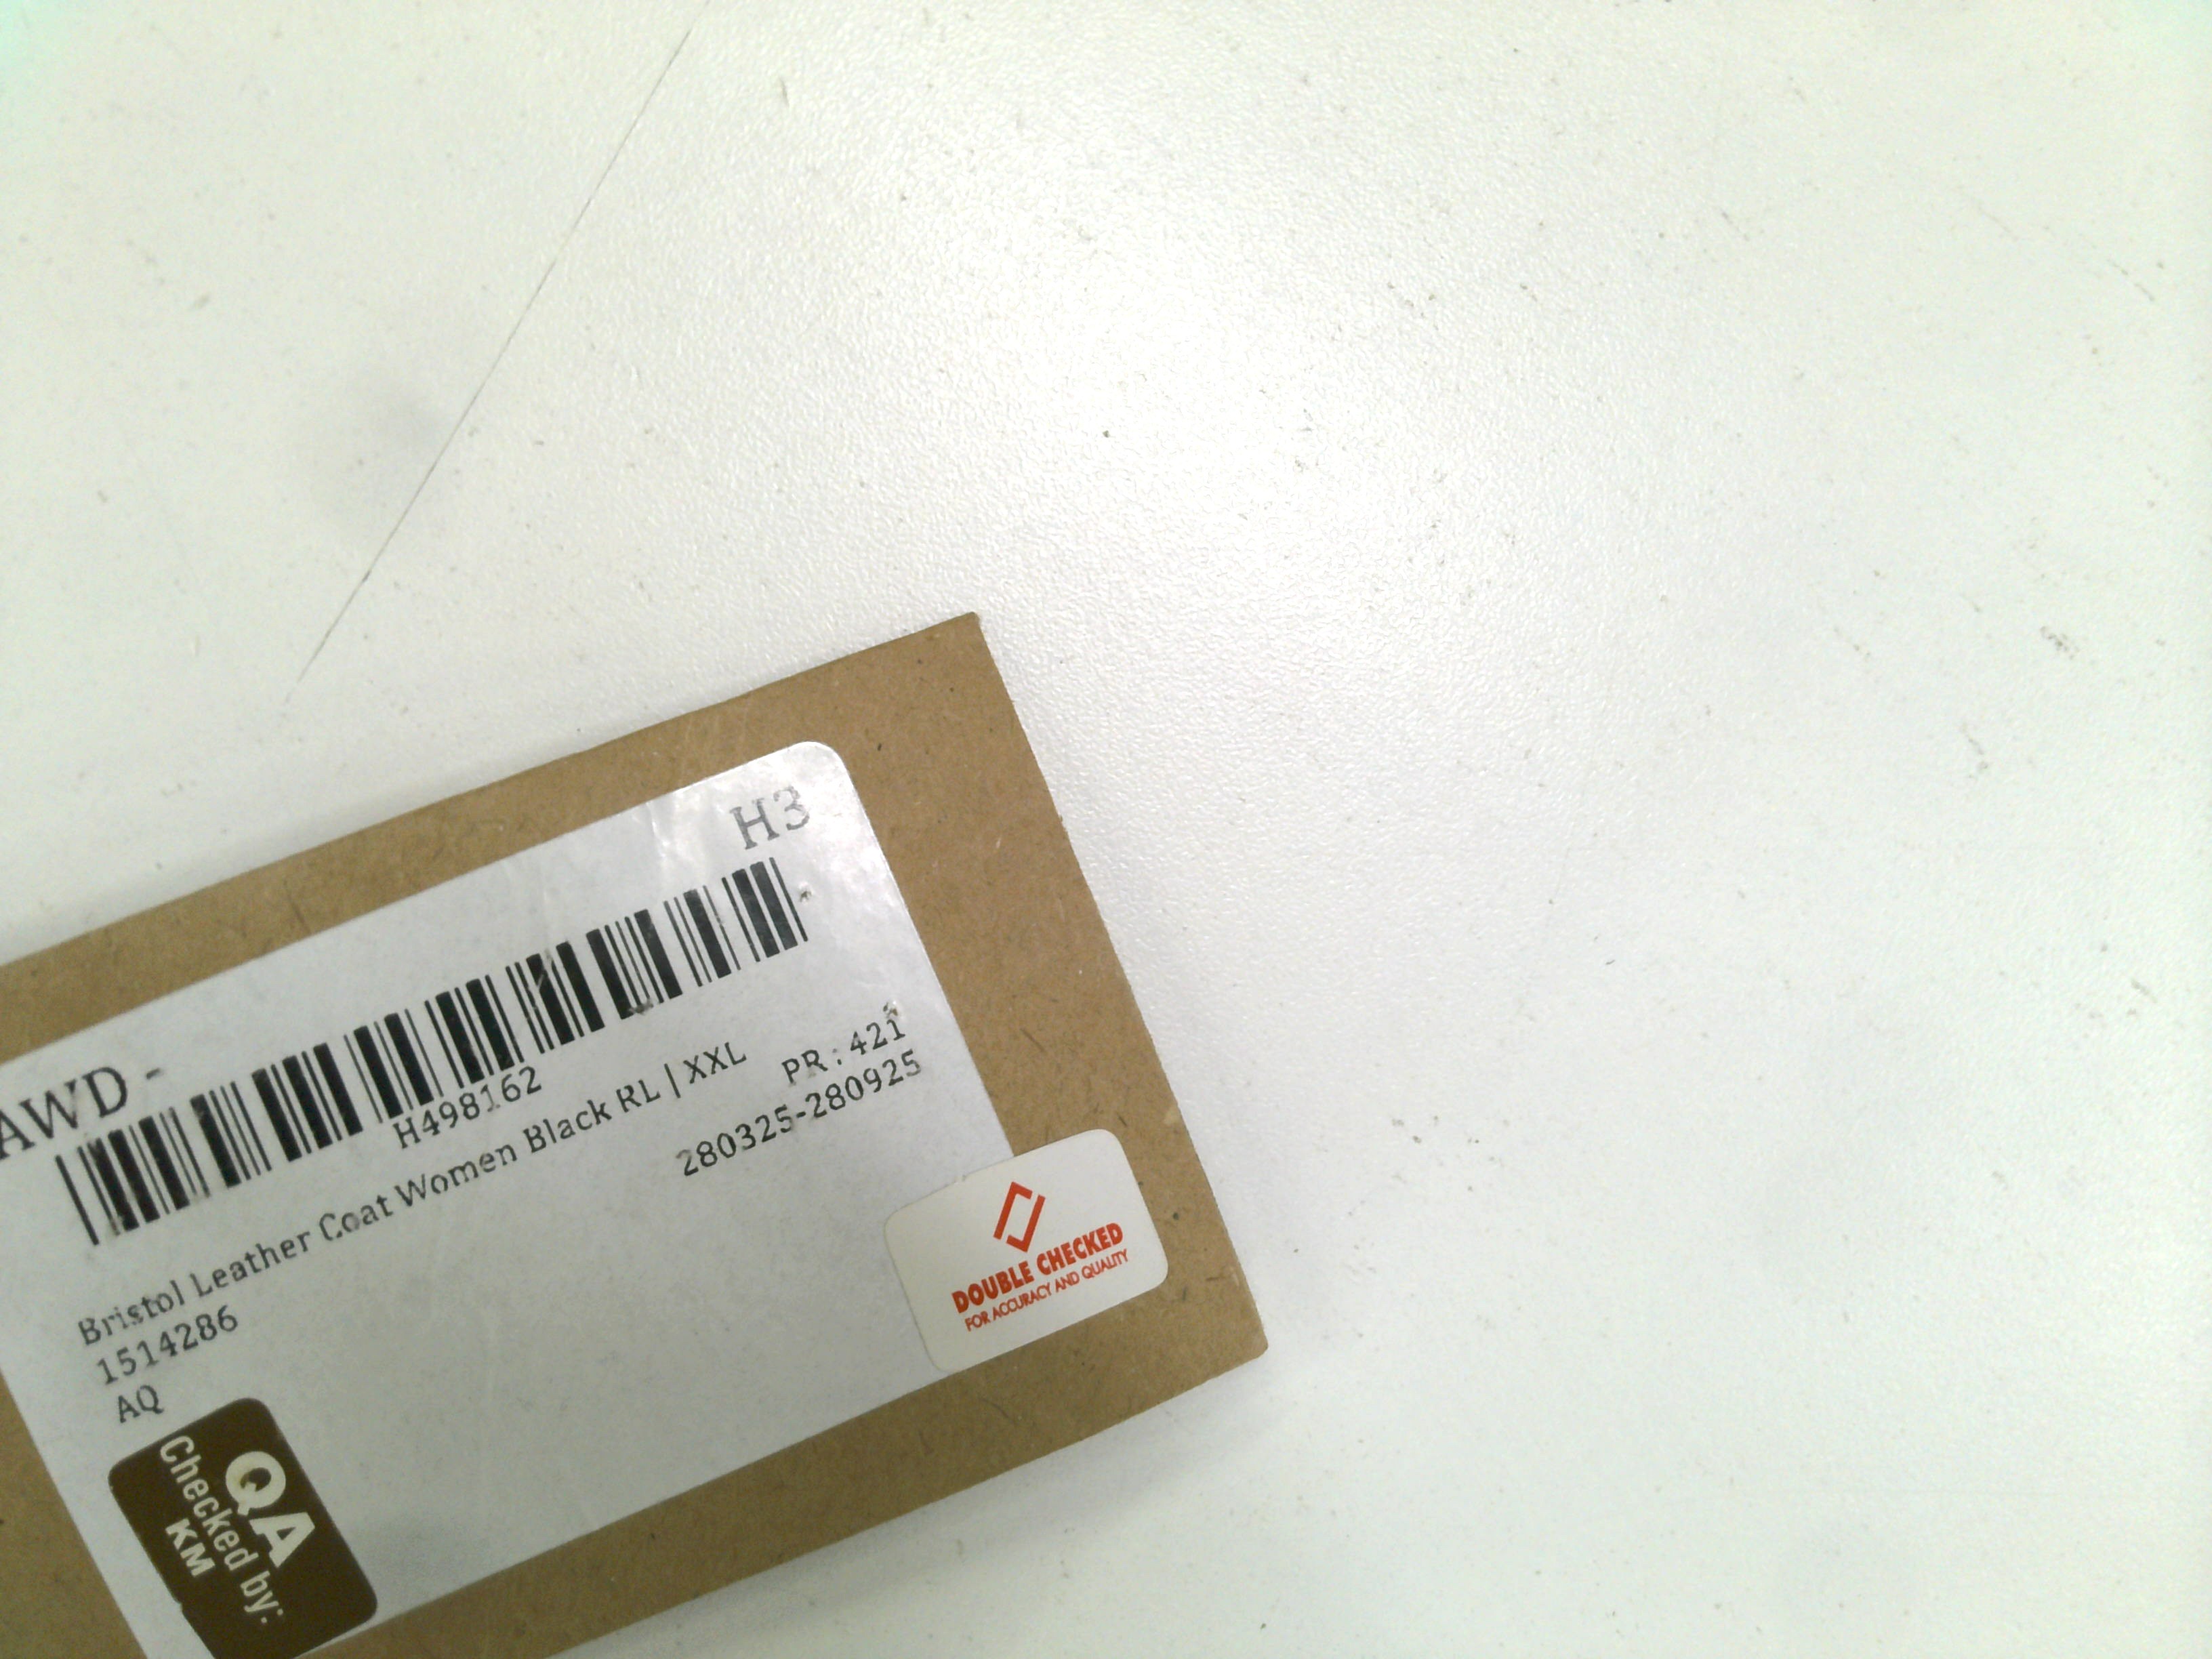 AWD - H3
H498162
Bristol Leather Coat Women Black RL | XXL
1514286
PR : 421
AQ
280325-280925
DOUBLE CHECKED
FOR ACCURACY AND QUALITY
QA
Checked by:
KM